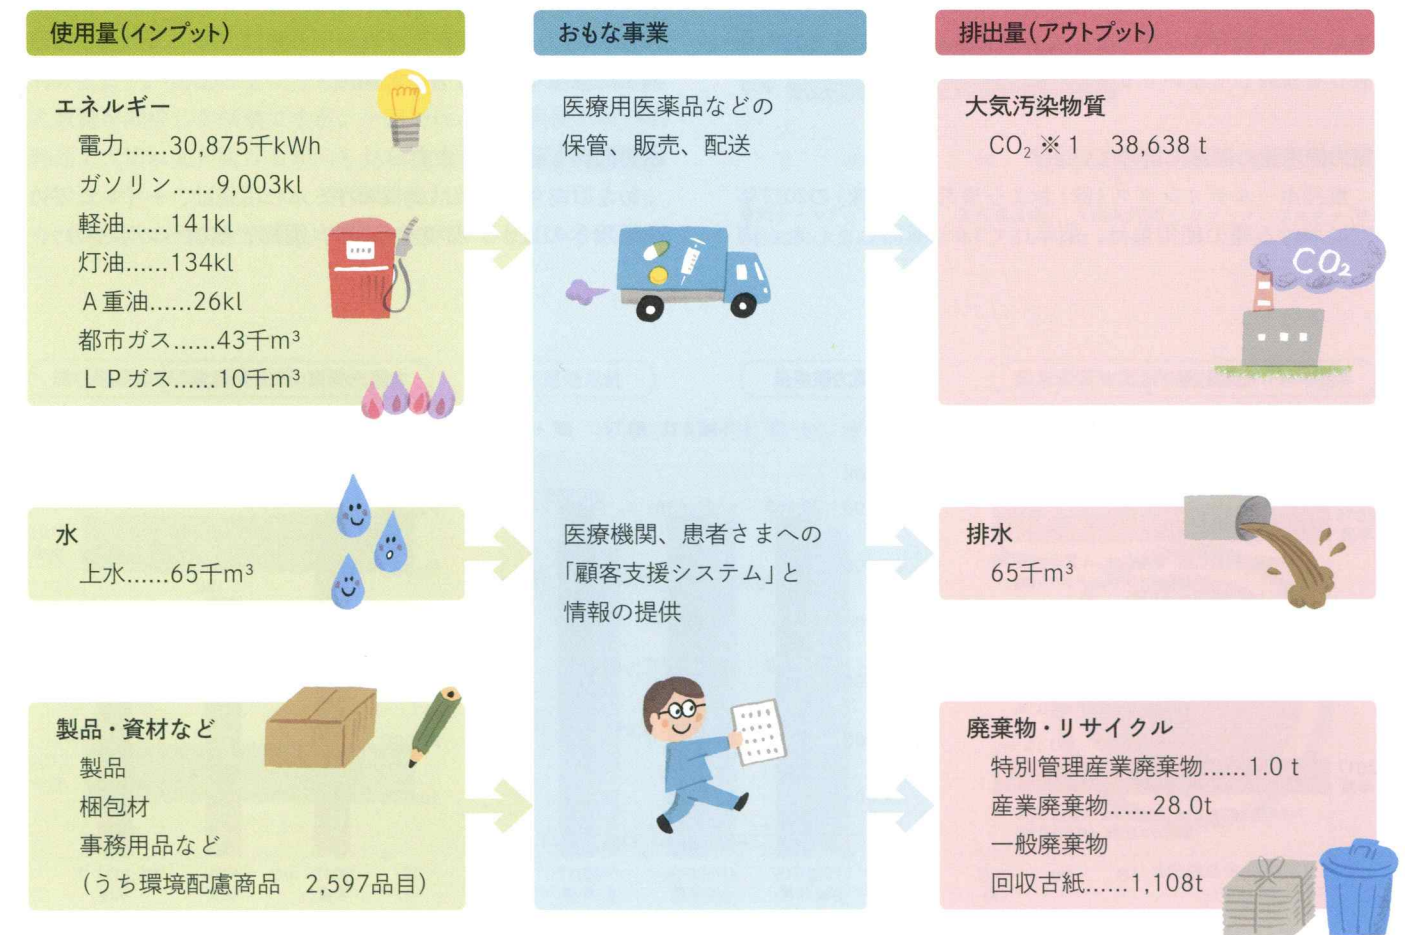 使用量(インプット)
エネルギー
電力......30,875千kWh
ガソリン......9,003kl
軽油......141kl
灯油......134kl
A重油......26kl
都市ガス......43千m³
LPガス......10千m³
水
上水......65千m³
製品・資材など
製品
梱包材
事務用品など
(うち環境配慮商品 2,597品目)
おもな事業
医療用医薬品などの
保管、販売、配送
医療機関、患者さまへの
「顧客支援システム」と
情報の提供
排出量(アウトプット)
大気汚染物質
CO₂ ※1 38,638 t
CO₂
排水
65千m³
廃棄物・リサイクル
特別管理産業廃棄物......1.0 t
産業廃棄物......28.0t
一般廃棄物
回収古紙......1,108t